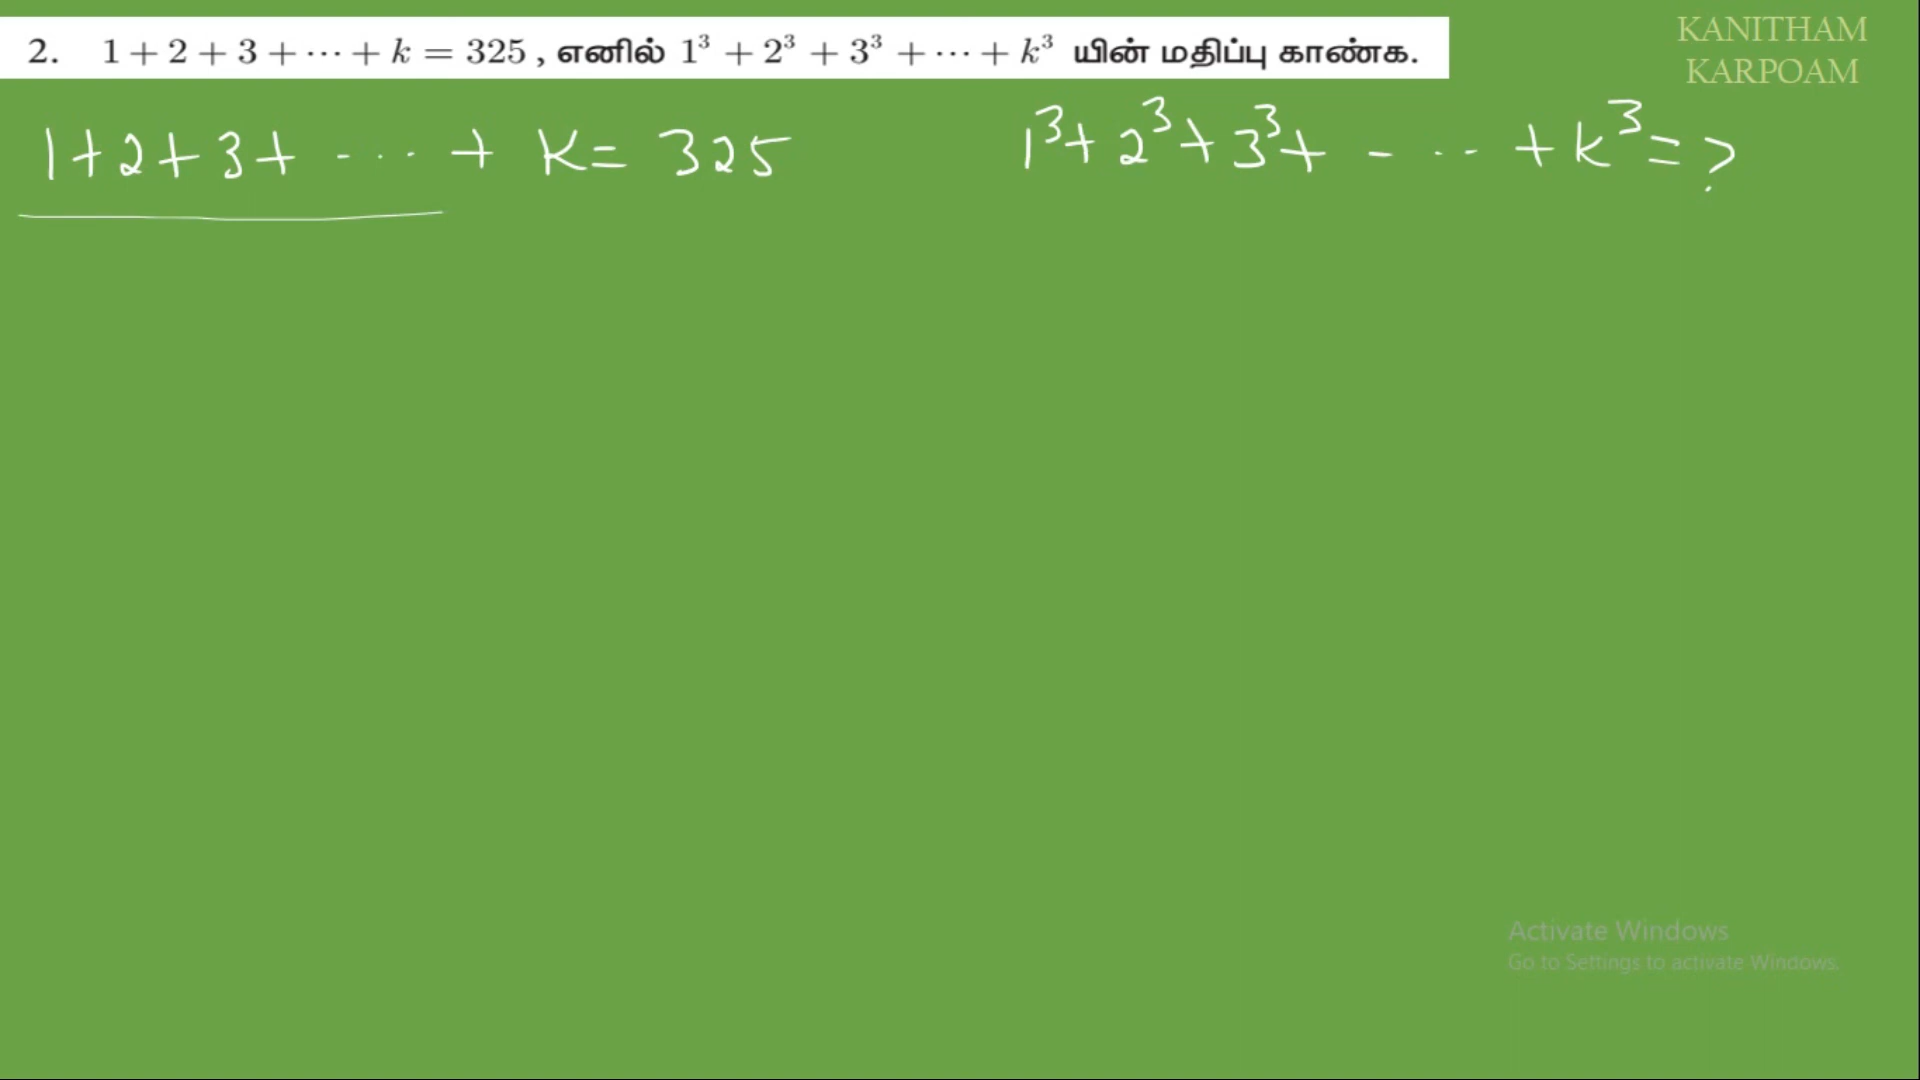 2. 1 + 2 + 3 + ··· + k = 325 , எனில் 1³ + 2³ + 3³ + ··· + k³ யின் மதிப்பு காண்க.
KANITHAM
KARPOAM
1+2+3+ - ... + K = 325
1³+2³+3³+ - ... +k³=?
Activate Windows
Go to Settings to activate Windows.